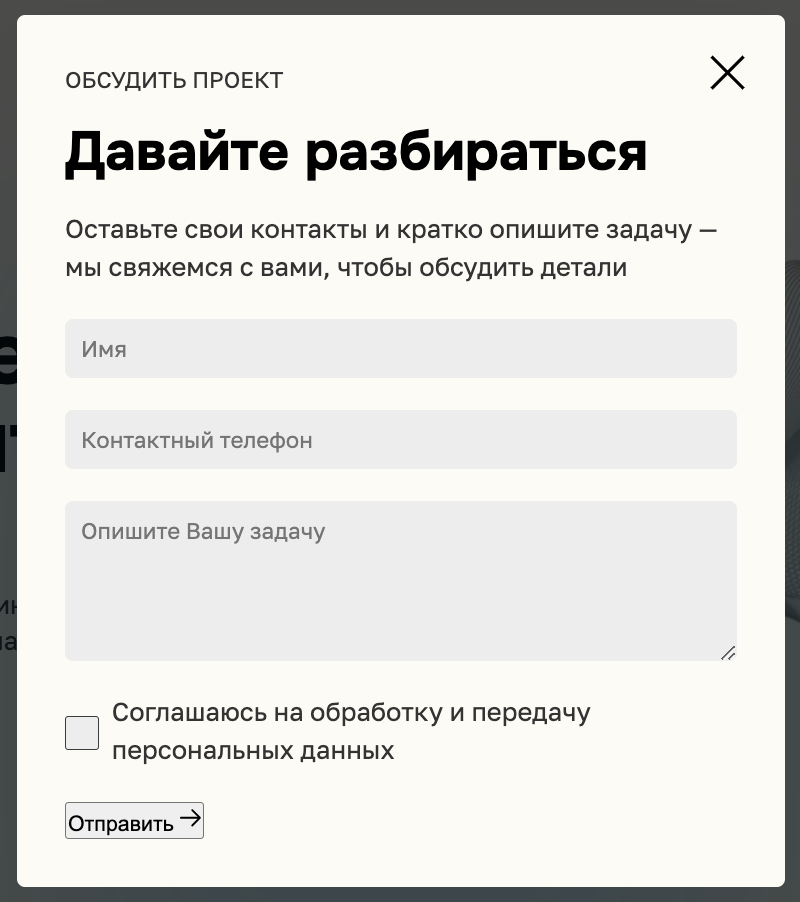 ОБСУДИТЬ ПРОЕКТ
Давайте разбираться
Оставьте свои контакты и кратко опишите задачу —
мы свяжемся с вами, чтобы обсудить детали
Имя
Контактный телефон
Опишите Вашу задачу
Соглашаюсь на обработку и передачу
персональных данных
Отправить →